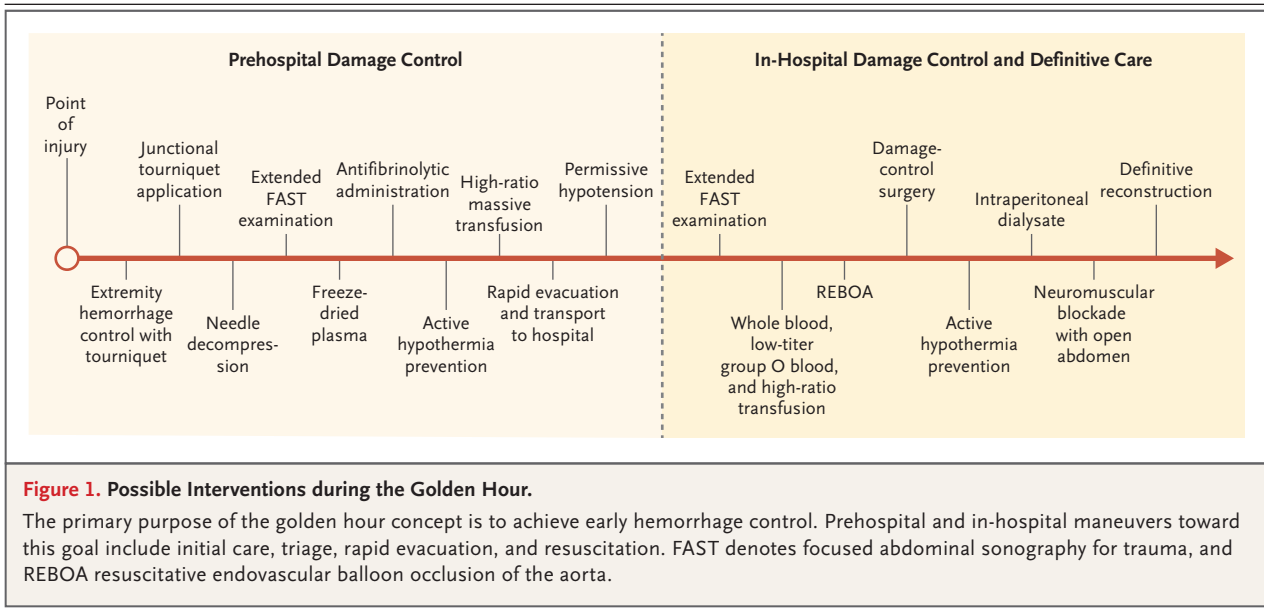 Prehospital Damage Control
In-Hospital Damage Control and Definitive Care
Point
of
injury
Extremity
hemorrhage
control with
tourniquet
Junctional
tourniquet
application
Needle
decompres-
sion
Extended
FAST
examination
Freeze-
dried
plasma
Antifibrinolytic
administration
Active
hypothermia
prevention
High-ratio
massive
transfusion
Rapid evacuation
and transport
to hospital
Permissive
hypotension
Extended
FAST
examination
Whole blood,
low-titer
group O blood,
and high-ratio
transfusion
REBOA
Damage-
control
surgery
Active
hypothermia
prevention
Intraperitoneal
dialysate
Neuromuscular
blockade
with open
abdomen
Definitive
reconstruction
Figure 1. Possible Interventions during the Golden Hour.
The primary purpose of the golden hour concept is to achieve early hemorrhage control. Prehospital and in-hospital maneuvers toward
this goal include initial care, triage, rapid evacuation, and resuscitation. FAST denotes focused abdominal sonography for trauma, and
REBOA resuscitative endovascular balloon occlusion of the aorta.